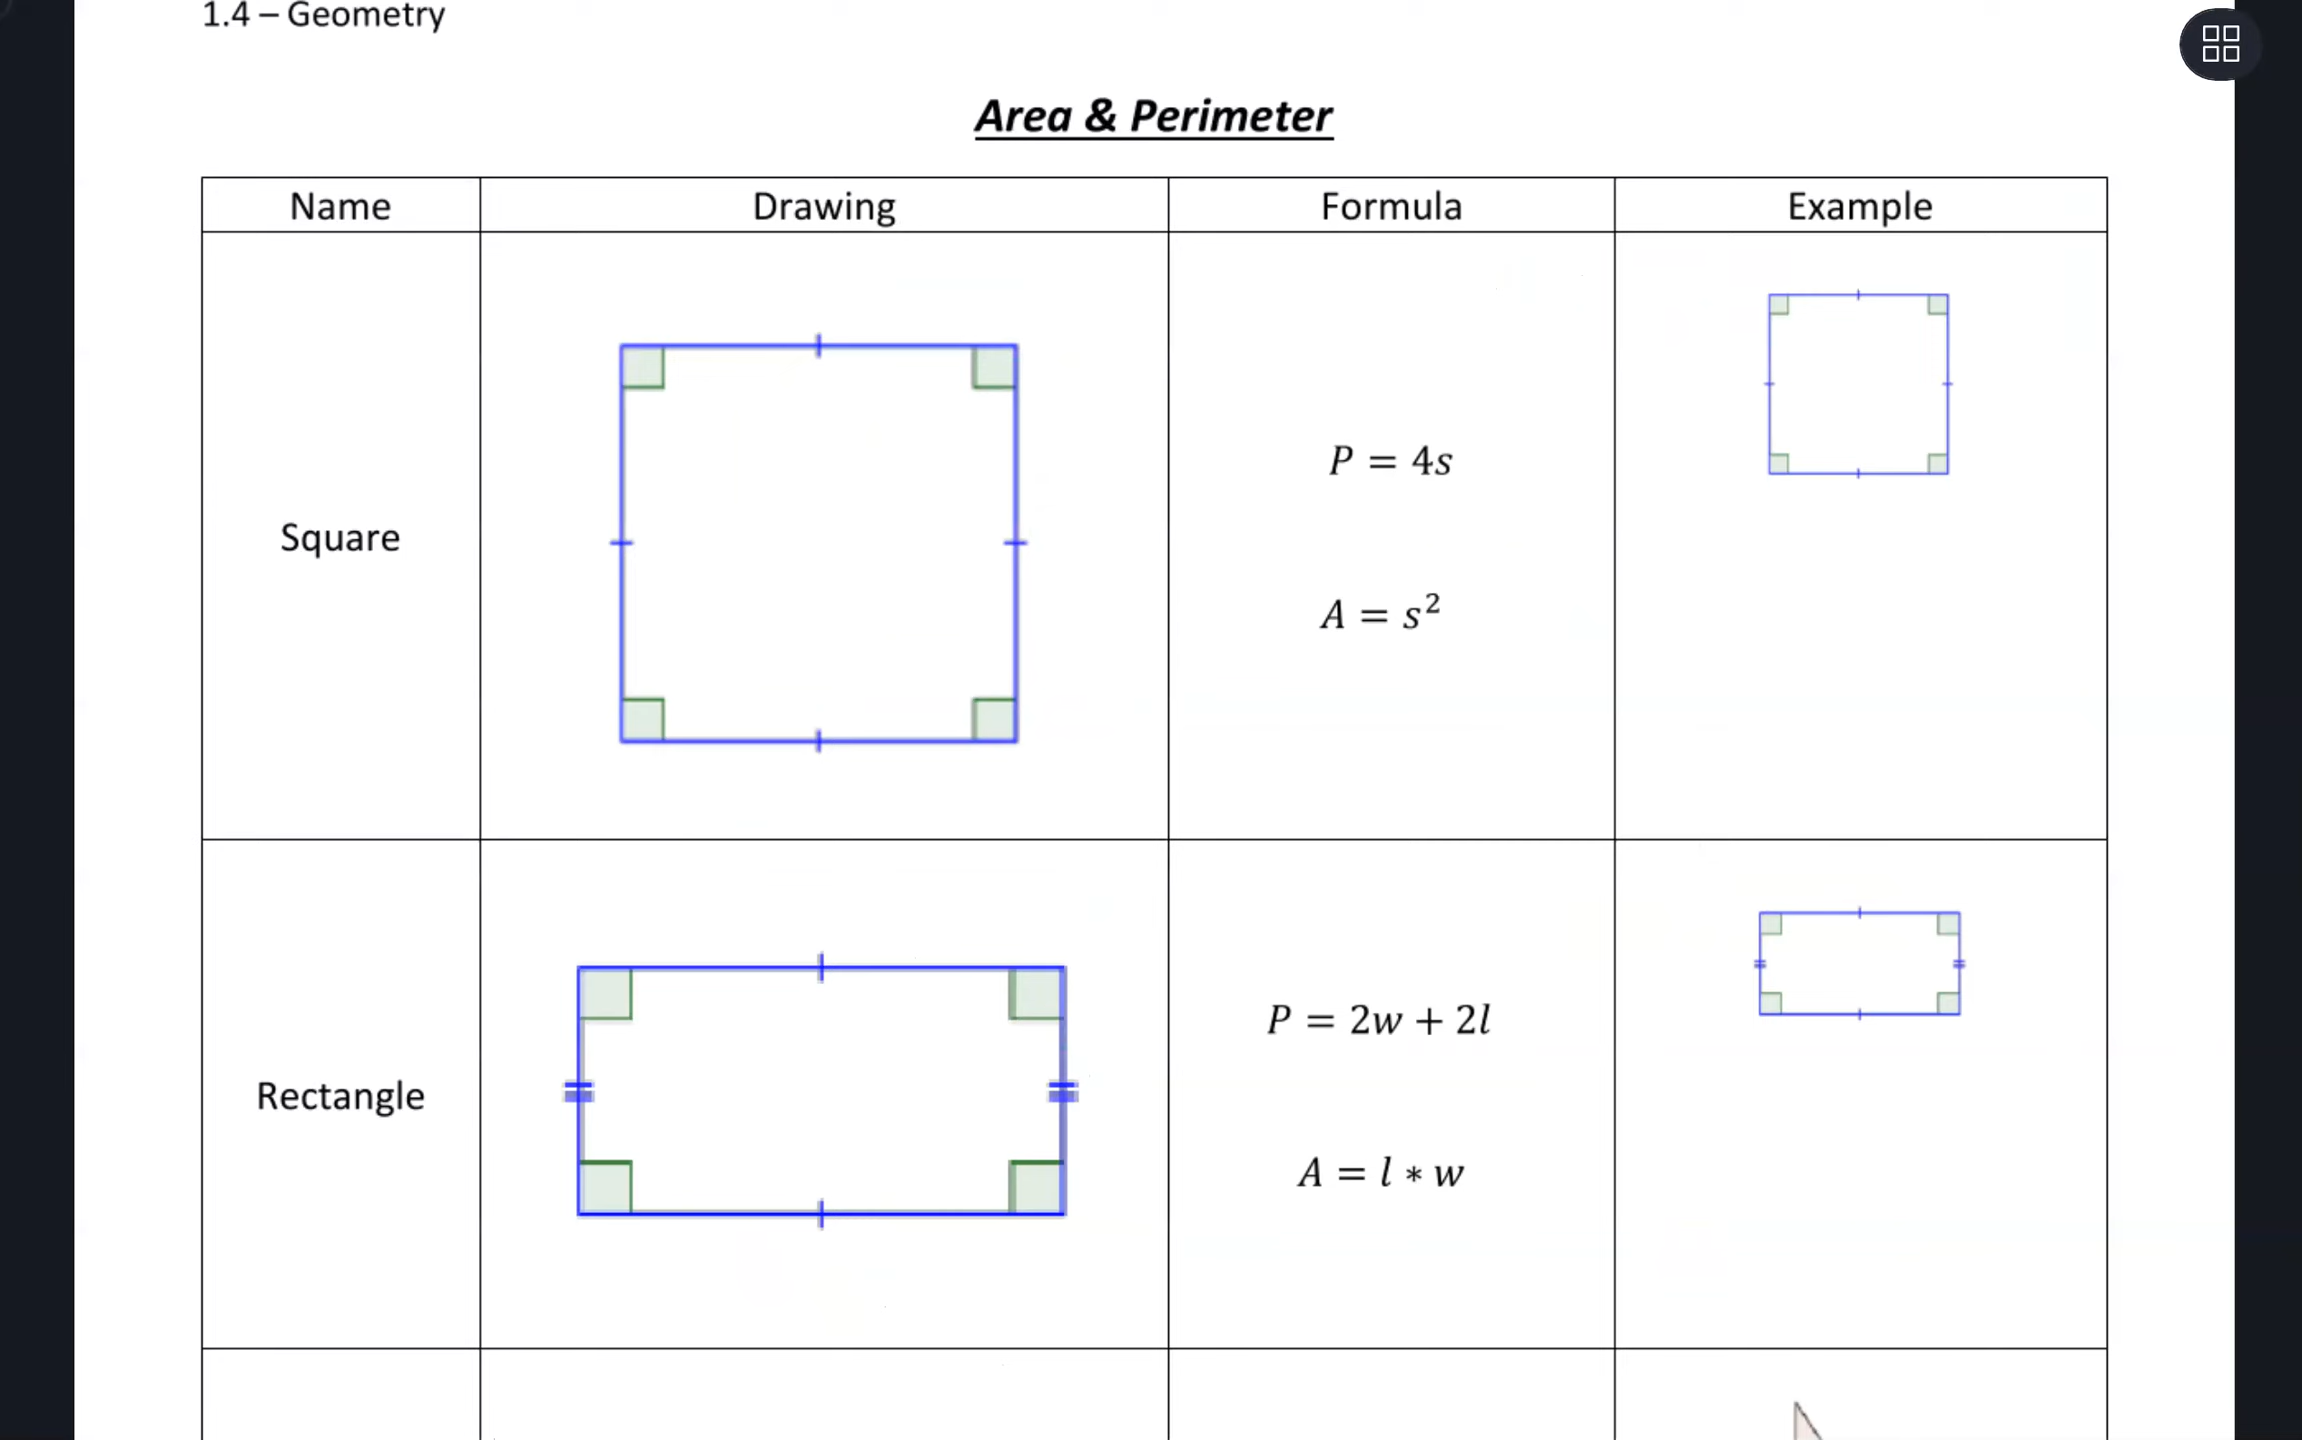 1.4 – Geometry
Area & Perimeter
Name Drawing Formula Example
Square
P = 4s
A = s²
Rectangle
P = 2w + 2l
A = l * w